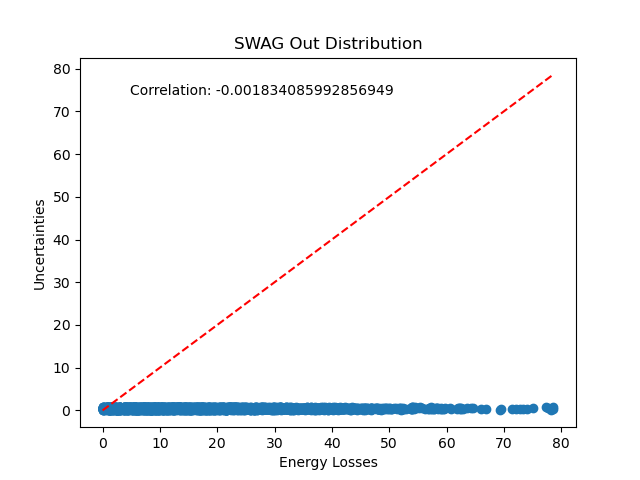 SWAG Out Distribution
Correlation: -0.001834085992856949
Uncertainties
80
70
60
50
40
30
20
10
0
0 10 20 30 40 50 60 70 80
Energy Losses